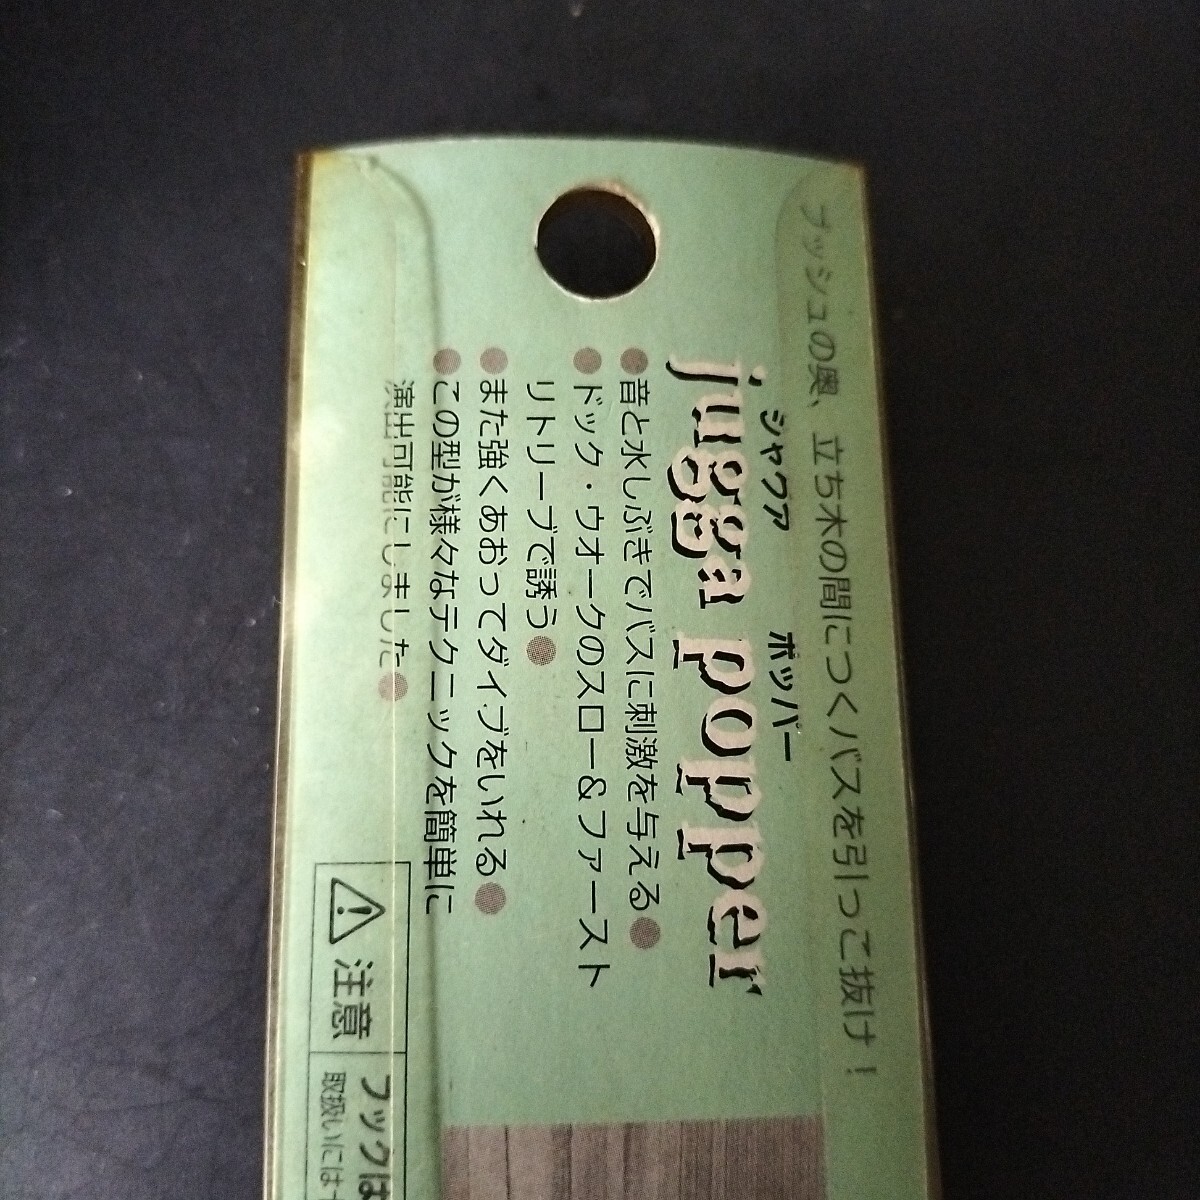 ブッシュの奥、立ち木の間につくバスを引っこ抜け！
ジャグァ ポッパー
jugga popper
●音と水しぶきでバスに刺激を与える●
●ドック・ウオークのスロー&ファースト
リトリーブで誘う●
●また強くあおってダイブをいれる●
●この型が様々なテクニックを簡単に
演出可能にしました●
注意
フックは
取扱いには